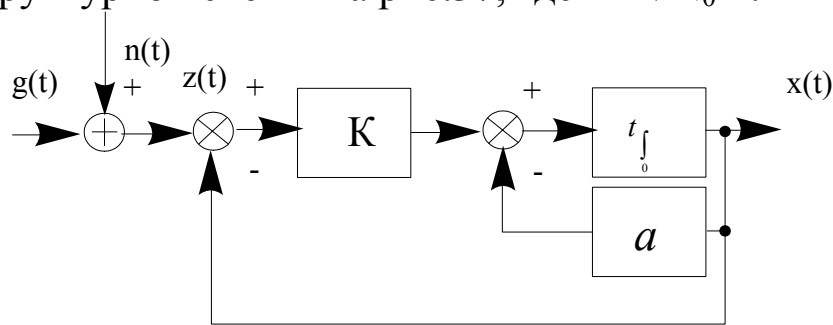 n(t)
g(t)
+
z(t)
+
-
К
+
-
t
∫
0
a
x(t)